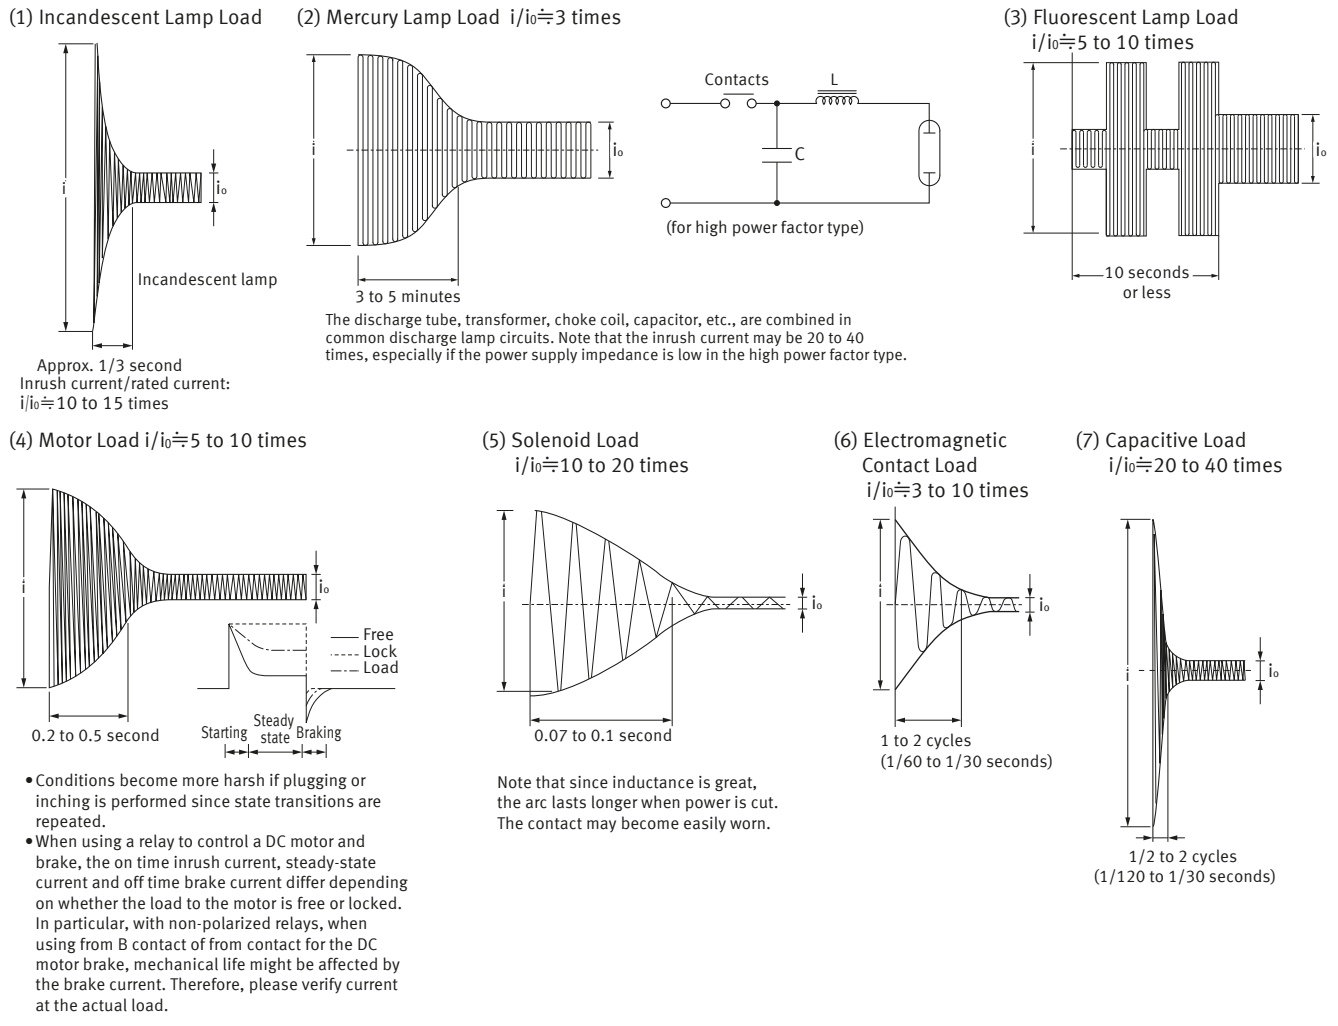 (1) Incandescent Lamp Load
i
i₀
Incandescent lamp
Approx. 1/3 second
Inrush current/rated current:
i/i₀≒10 to 15 times
(2) Mercury Lamp Load i/i₀≒3 times
i
i₀
3 to 5 minutes
Contacts
L
C
(for high power factor type)
The discharge tube, transformer, choke coil, capacitor, etc., are combined in
common discharge lamp circuits. Note that the inrush current may be 20 to 40
times, especially if the power supply impedance is low in the high power factor type.
(3) Fluorescent Lamp Load
i/i₀≒5 to 10 times
i
i₀
10 seconds
or less
(4) Motor Load i/i₀≒5 to 10 times
i
i₀
0.2 to 0.5 second
Free
Lock
Load
Starting
Steady
state
Braking
•Conditions become more harsh if plugging or
inching is performed since state transitions are
repeated.
•When using a relay to control a DC motor and
brake, the on time inrush current, steady-state
current and off time brake current differ depending
on whether the load to the motor is free or locked.
In particular, with non-polarized relays, when
using from B contact of from contact for the DC
motor brake, mechanical life might be affected by
the brake current. Therefore, please verify current
at the actual load.
(5) Solenoid Load
i/i₀≒10 to 20 times
i
i₀
0.07 to 0.1 second
Note that since inductance is great,
the arc lasts longer when power is cut.
The contact may become easily worn.
(6) Electromagnetic
Contact Load
i/i₀≒3 to 10 times
i
i₀
1 to 2 cycles
(1/60 to 1/30 seconds)
(7) Capacitive Load
i/i₀≒20 to 40 times
i
i₀
1/2 to 2 cycles
(1/120 to 1/30 seconds)